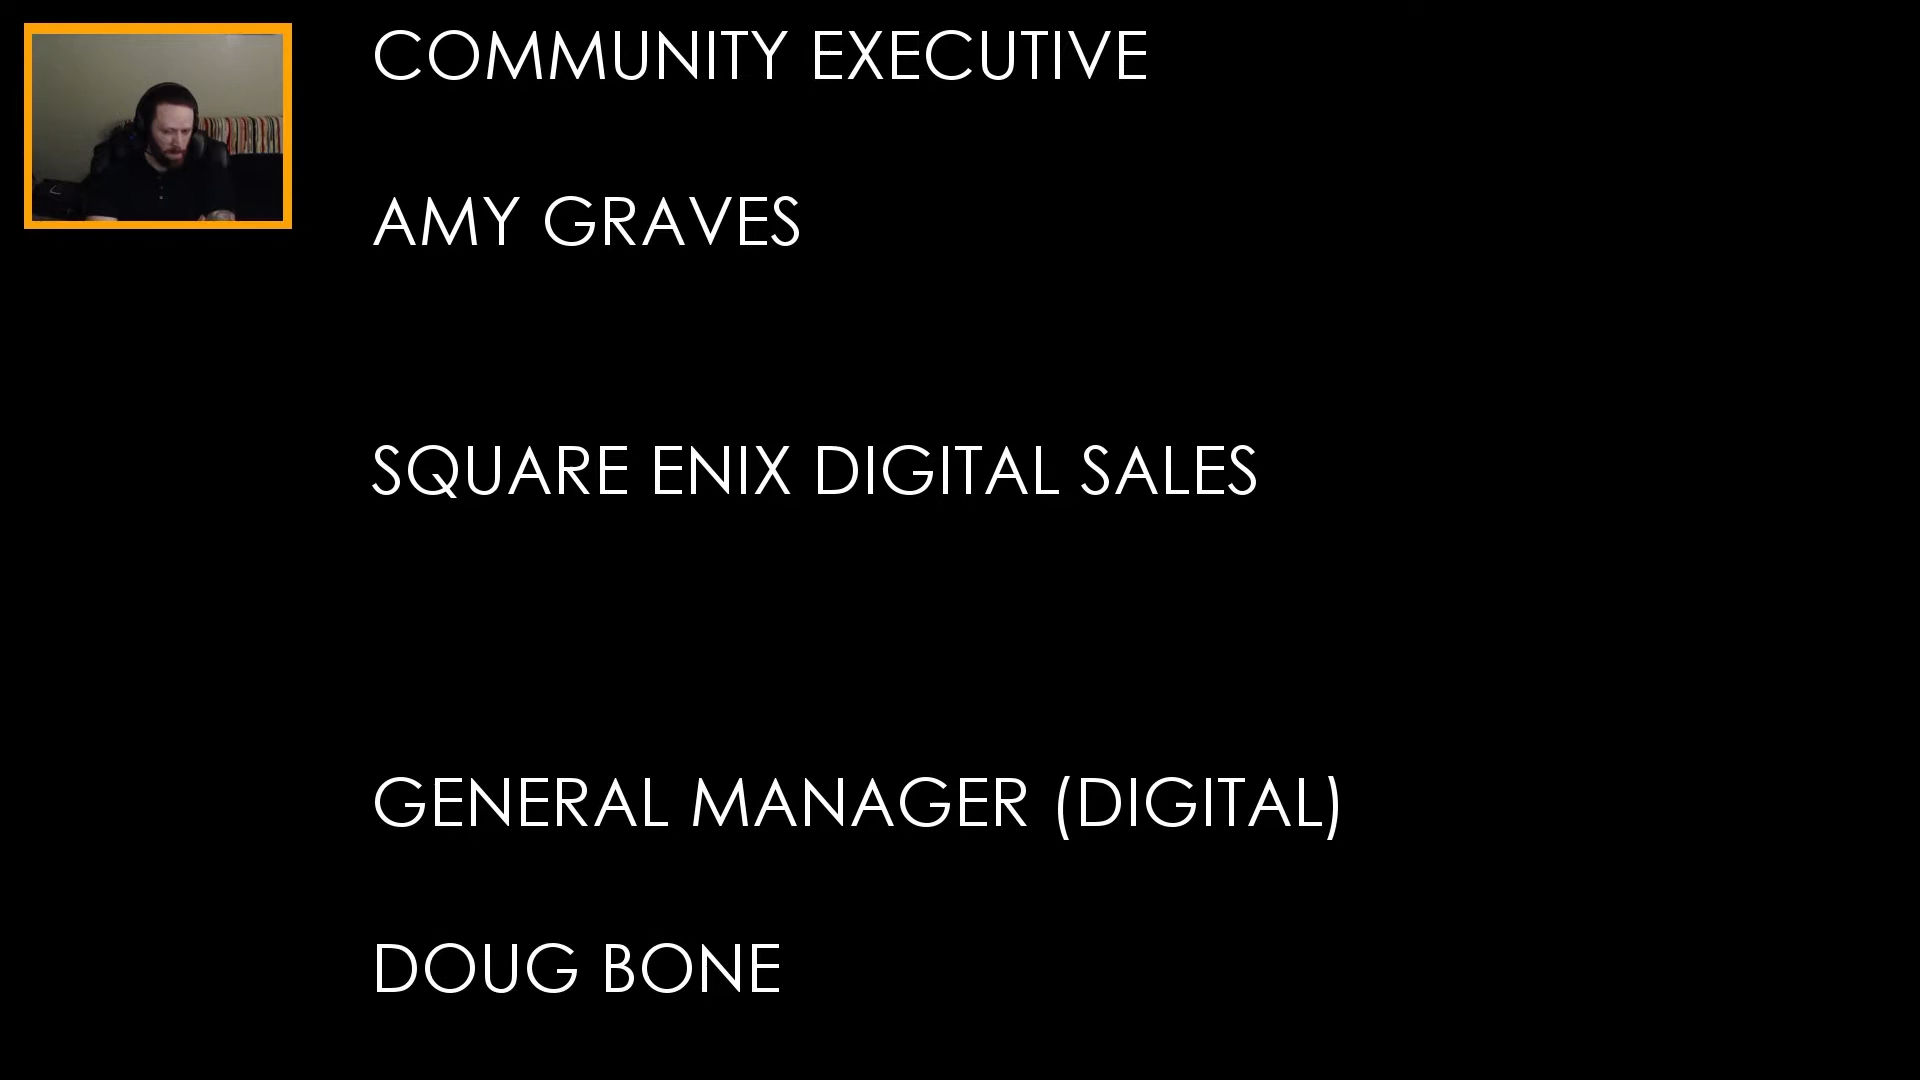 COMMUNITY EXECUTIVE
AMY GRAVES
SQUARE ENIX DIGITAL SALES
GENERAL MANAGER (DIGITAL)
DOUG BONE